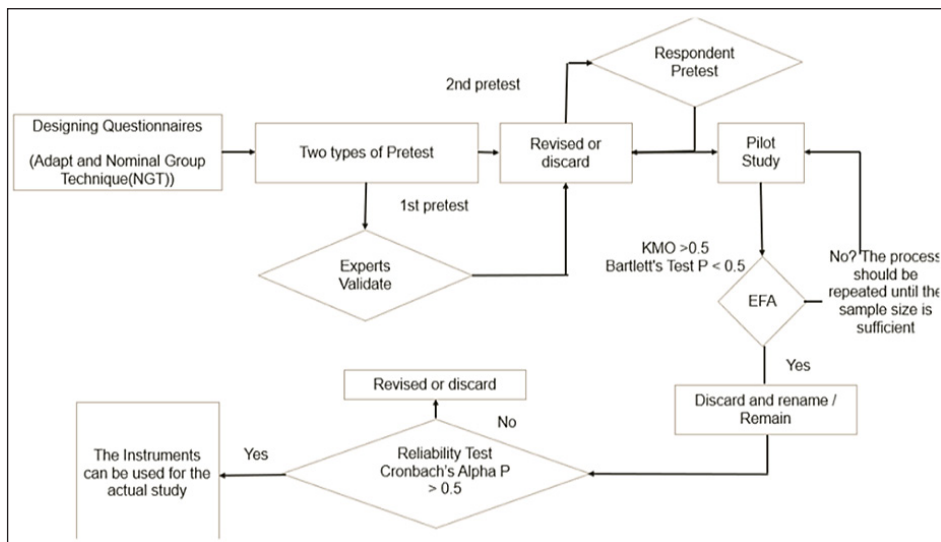 Designing Questionnaires
(Adapt and Nominal Group
Technique(NGT))
Two types of Pretest
1st pretest
Experts
Validate
Revised or
discard
2nd pretest
Respondent
Pretest
Pilot
Study
KMO >0.5
Bartlett's Test P < 0.5
EFA
No? The process
should be
repeated until the
sample size is
sufficient
Yes
Discard and rename /
Remain
Reliability Test
Cronbach's Alpha P
> 0.5
No
Revised or discard
Yes
The Instruments
can be used for the
actual study